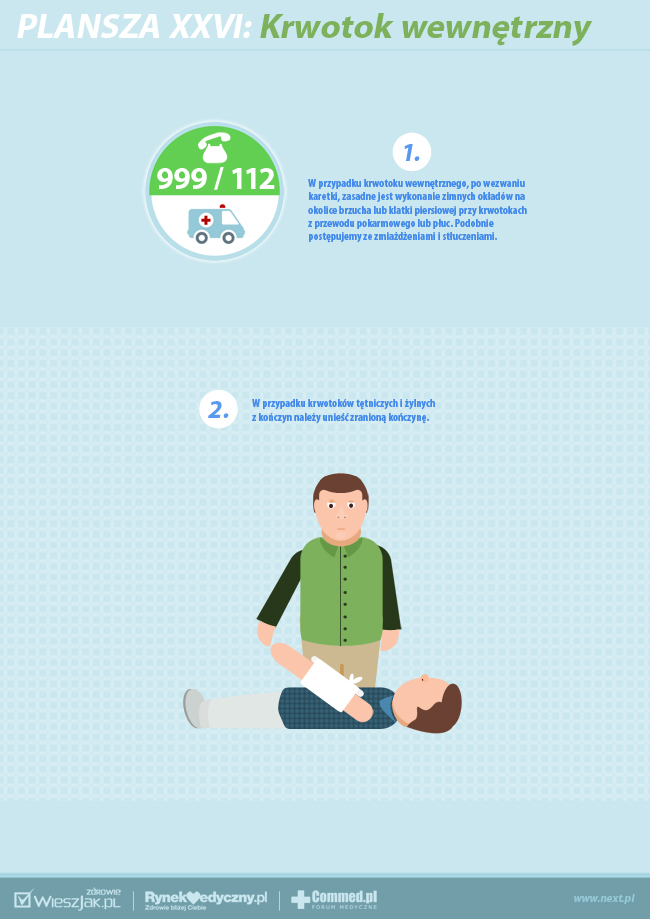 PLANSZA XXVI: Krwotok wewnętrzny
999 / 112
1.
W przypadku krwotoku wewnętrznego, po wezwaniu
karetki, zasadne jest wykonanie zimnych okładów na
okolice brzucha lub klatki piersiowej przy krwotokach
z przewodu pokarmowego lub płuc. Podobnie
postępujemy ze zmiażdżeniami i stłuczeniami.
2.
W przypadku krwotoków tętniczych i żylnych
z kończyn należy unieść zranioną kończynę.
ZDROWIE
WIESZJAK.PL
RynekMedyczny.pl
Zdrowie bliżej Ciebie
Commed.pl
FORUM MEDYCZNE
www.next.pl